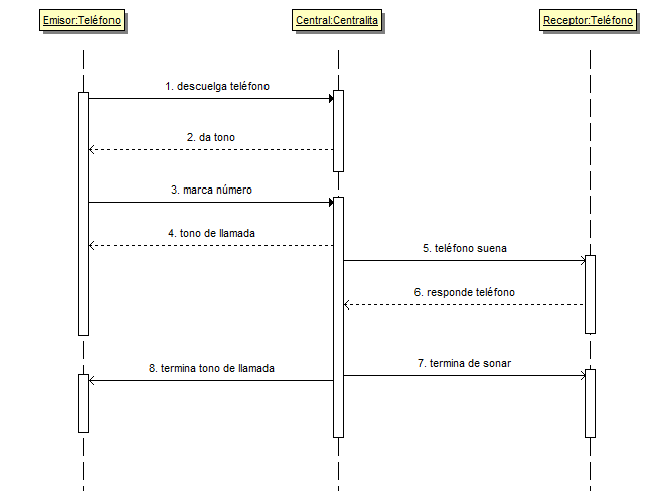 Emisor:Teléfono
Central:Centralita
Receptor:Teléfono
1. descuelga teléfono
2. da tono
3. marca número
4. tono de llamada
5. teléfono suena
6. responde teléfono
8. termina tono de llamada
7. termina de sonar